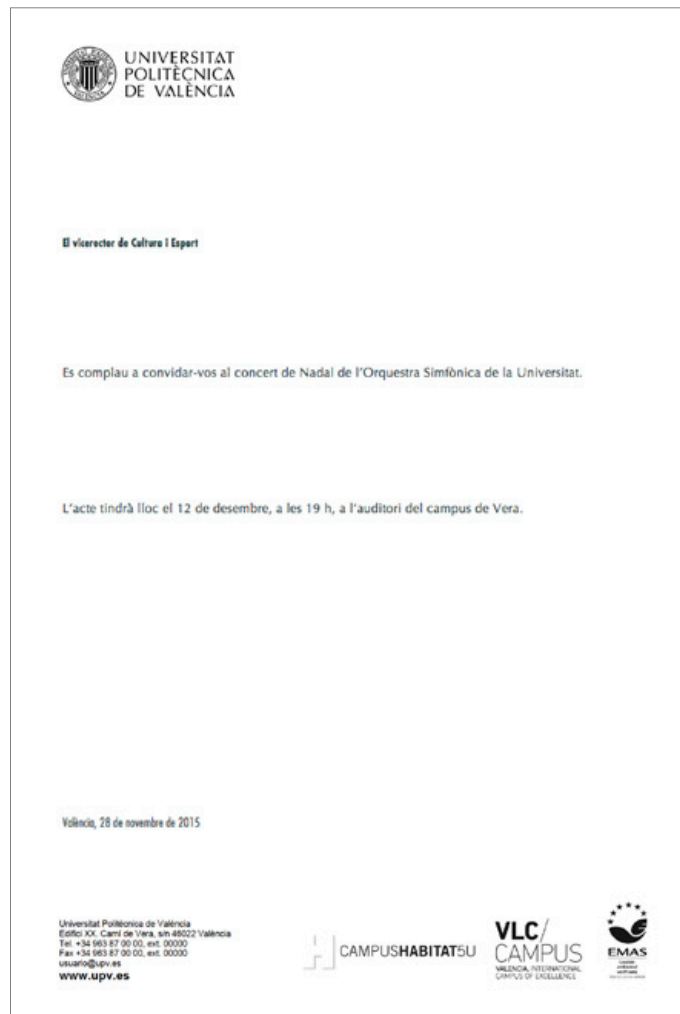 UNIVERSITAT
POLITÈCNICA
DE VALÈNCIA
El vicerector de Cultura i Esport
Es complau a convidar-vos al concert de Nadal de l'Orquestra Simfònica de la Universitat.
L'acte tindrà lloc el 12 de desembre, a les 19 h, a l'auditori del campus de Vera.
València, 28 de novembre de 2015
Universitat Politècnica de València
Edifici XX. Camí de Vera, s/n 46022 València
Tel. +34 963 87 00 00, ext. 00000
Fax +34 963 87 00 00, ext. 00000
usuario@upv.es
www.upv.es
CAMPUSHABITAT5U
VLC/
CAMPUS
VALENCIA, INTERNATIONAL
CAMPUS OF EXCELLENCE
EMAS